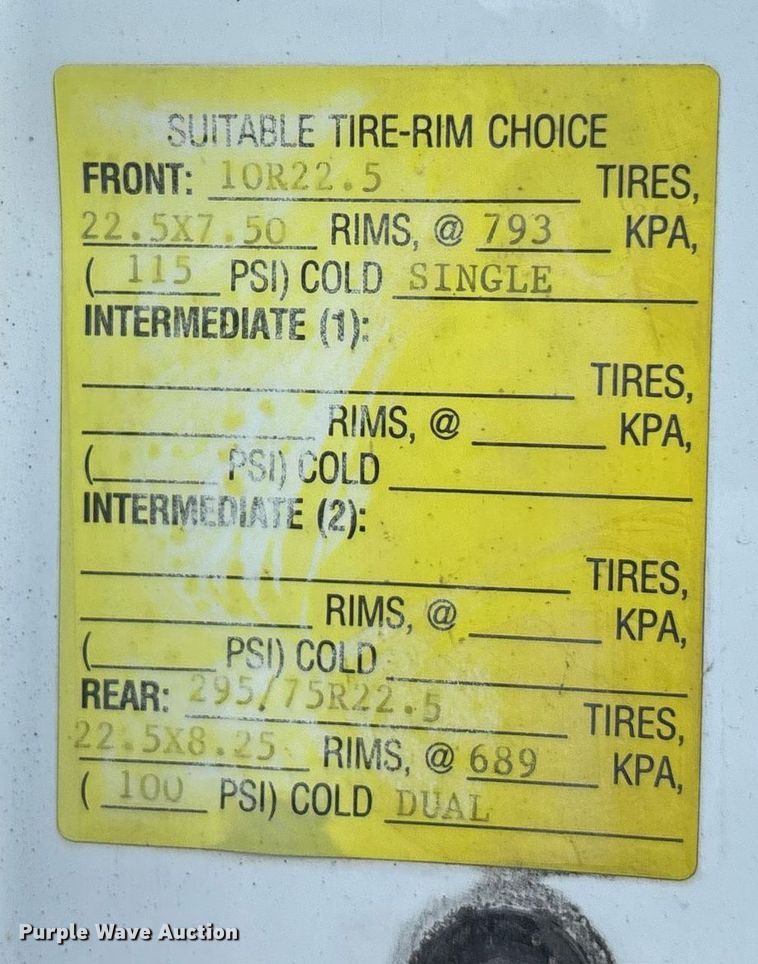 SUITABLE TIRE-RIM CHOICE
FRONT: 10R22.5 TIRES,
22.5X7.50 RIMS, @ 793 KPA,
( 115 PSI) COLD SINGLE
INTERMEDIATE (1):
TIRES,
RIMS, @ KPA,
( PSI) COLD
INTERMEDIATE (2):
TIRES,
RIMS, @ KPA,
( PSI) COLD
REAR: 295/75R22.5 TIRES,
22.5X8.25 RIMS, @ 689 KPA,
( 100 PSI) COLD DUAL
Purple Wave Auction